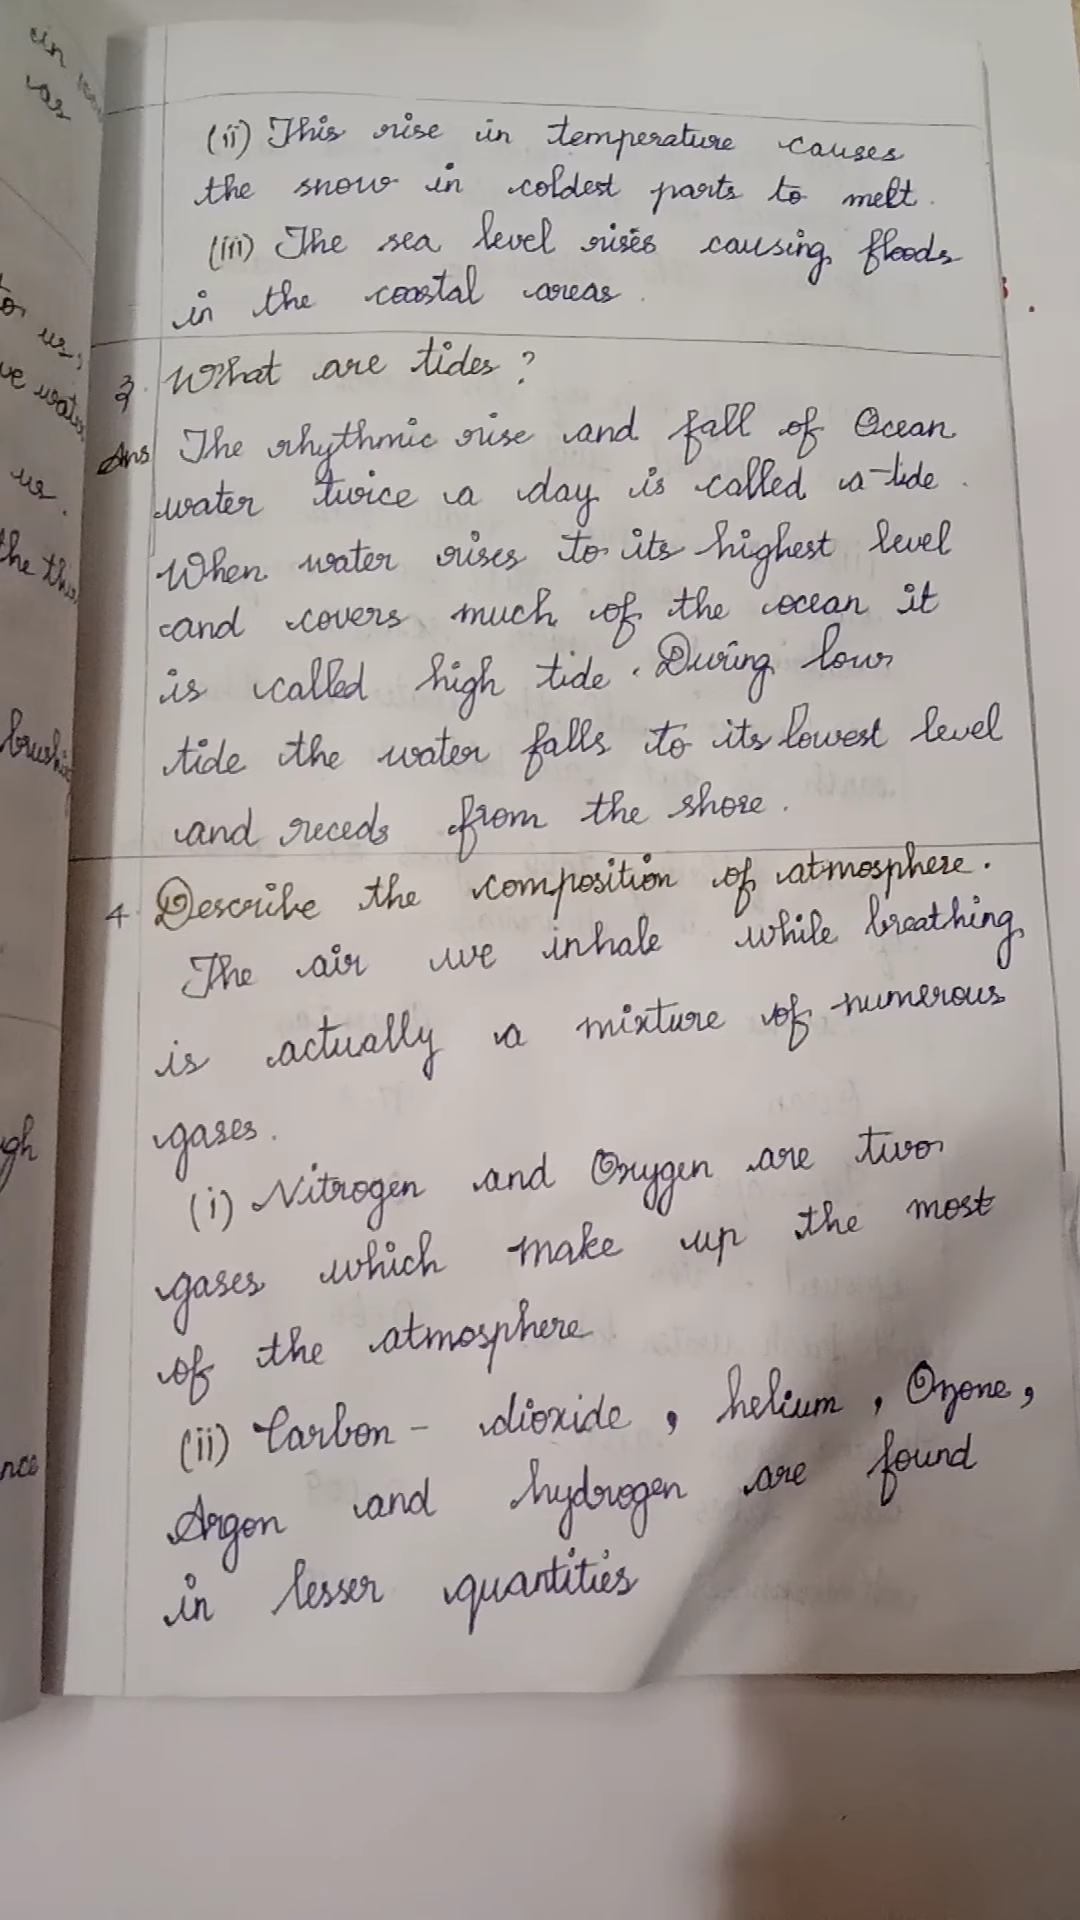 in
as
(ii) This rise in temperature causes
the snow in coldest parts to melt.
(iii) The sea level rises causing floods
in the coastal areas.
3. What are tides?
Ans The rhythmic rise and fall of Ocean
water twice a day is called a tide.
When water rises to its highest level
and covers much of the ocean it
is called high tide. During low
tide the water falls to its lowest level
and receds from the shore.
4. Describe the composition of atmosphere.
The air we inhale while breathing
is actually a mixture of numerous
gases.
(i) Nitrogen and Oxygen are two
gases which make up the most
of the atmosphere
(ii) Carbon - dioxide, helium, Ozone,
Argon and hydrogen are found
in lesser quantities